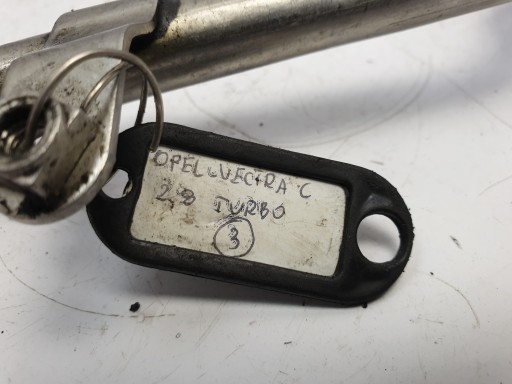 OPEL VECTRA C
2,8 TURBO
3